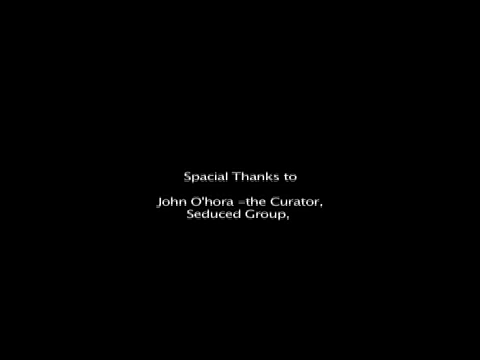 Spacial Thanks to
John O'hora =the Curator,
Seduced Group,